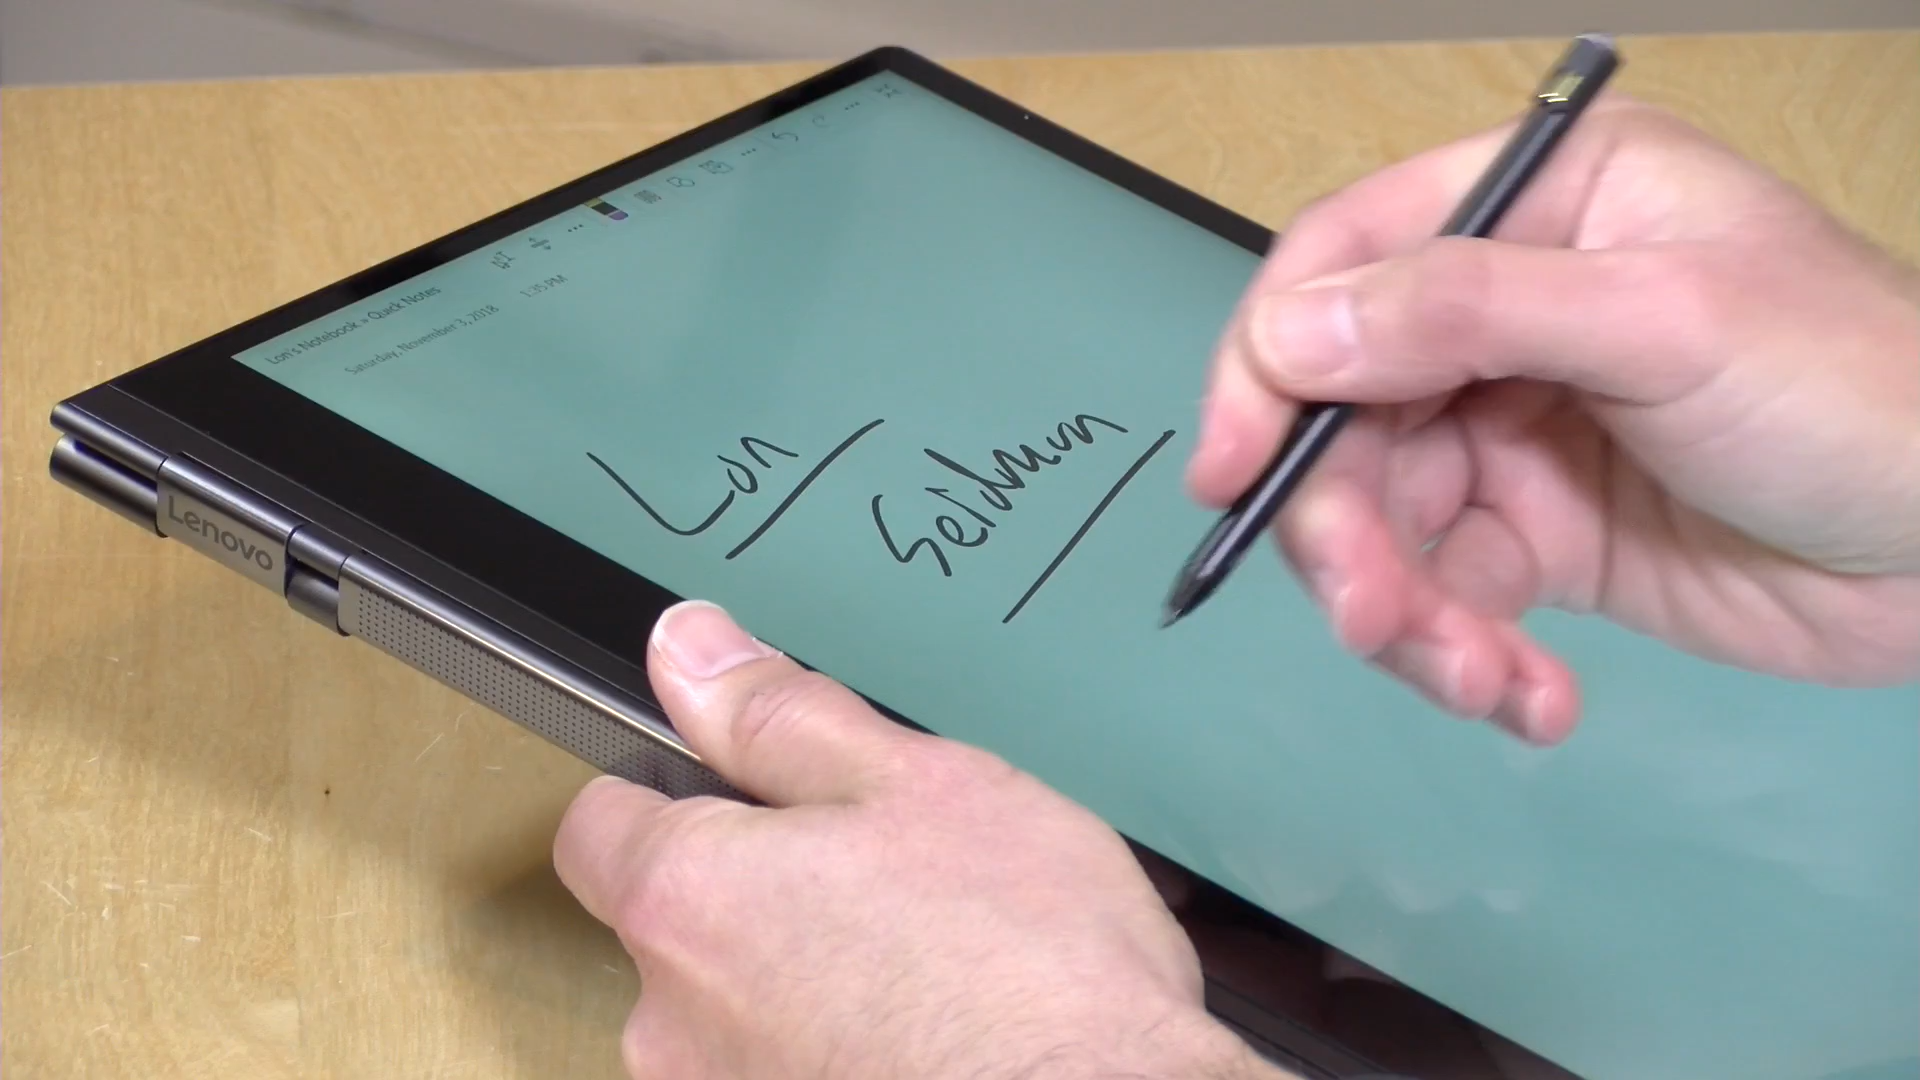 Lon's Notebook » Quick Notes
Saturday, November 3, 2018 1:35 PM
Lon
Seidman
Lenovo